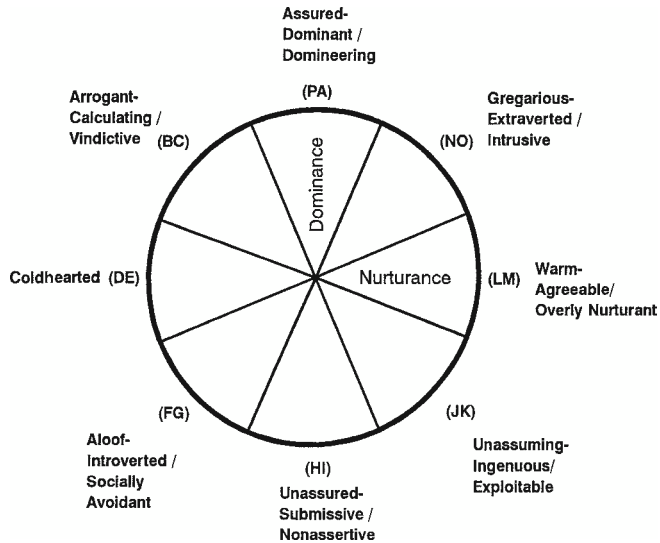 Assured-
Dominant /
Domineering
(PA)
Arrogant-
Calculating /
Vindictive
(BC)
Gregarious-
Extraverted /
Intrusive
(NO)
Dominance
Nurturance
Coldhearted (DE)
(LM)
Warm-
Agreeable/
Overly Nurturant
(FG)
Aloof-
Introverted /
Socially
Avoidant
(HI)
Unassured-
Submissive /
Nonassertive
(JK)
Unassuming-
Ingenuous/
Exploitable